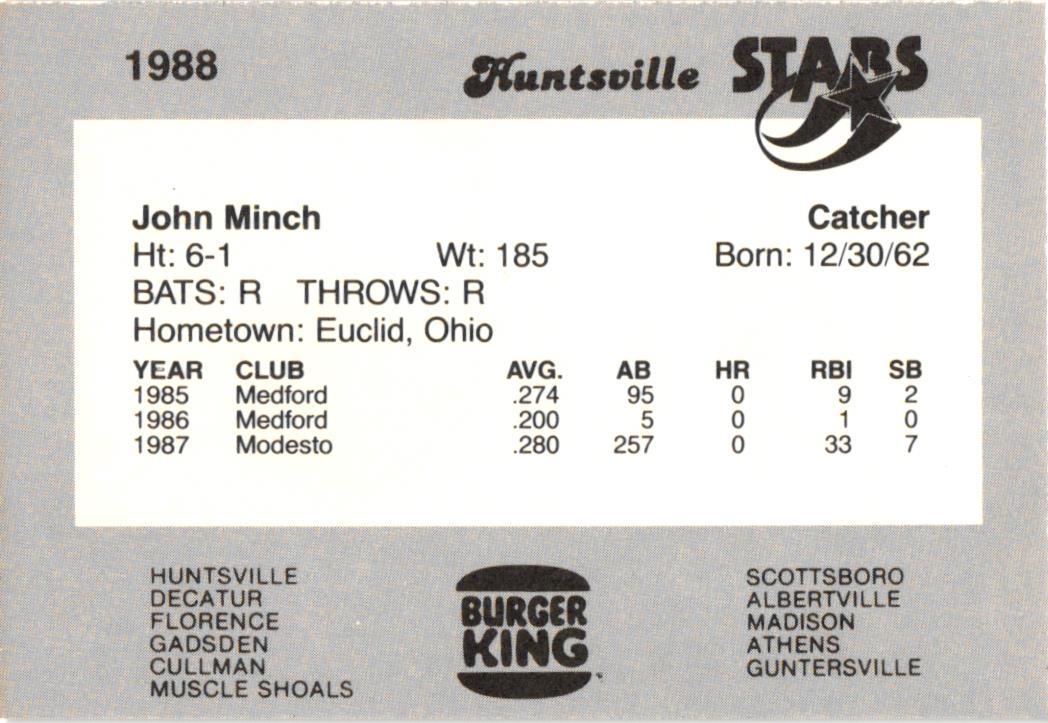 1988
Huntsville STARS
John Minch Catcher
Ht: 6-1 Wt: 185 Born: 12/30/62
BATS: R THROWS: R
Hometown: Euclid, Ohio
YEAR CLUB AVG. AB HR RBI SB
1985 Medford .274 95 0 9 2
1986 Medford .200 5 0 1 0
1987 Modesto .280 257 0 33 7
HUNTSVILLE
DECATUR
FLORENCE
GADSDEN
CULLMAN
MUSCLE SHOALS
BURGER
KING
SCOTTSBORO
ALBERTVILLE
MADISON
ATHENS
GUNTERSVILLE